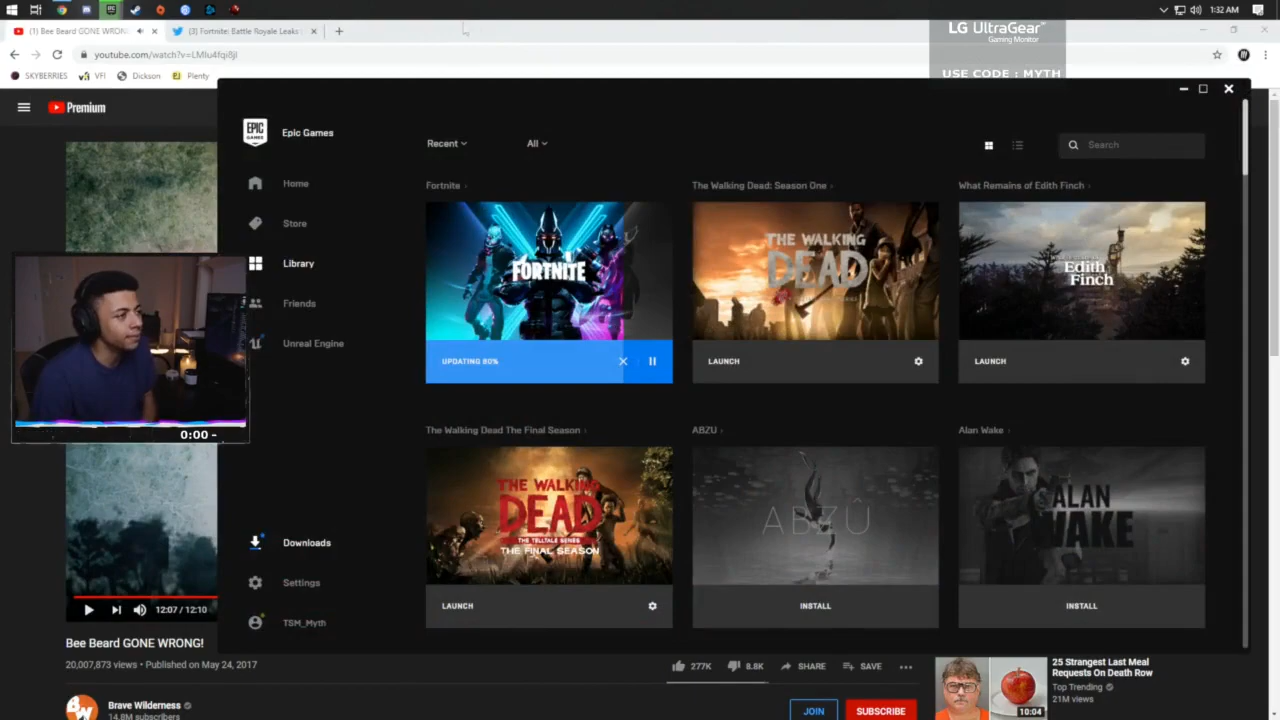 1:32 AM
(1) Bee Beard GONE WRONG!
(3) Fortnite: Battle Royale Leaks
youtube.com/watch?v=LMlu4fqi8jI
SKYBERRIES
VFI
Dickson
Plenty
LG UltraGear™
Gaming Monitor
USE CODE : MYTH
Premium
EPIC GAMES
Epic Games
Home
Store
Library
Friends
Unreal Engine
Downloads
Settings
TSM_Myth
Recent
All
Search
Fortnite
The Walking Dead: Season One
What Remains of Edith Finch
FORTNITE
THE WALKING
DEAD
Edith
Finch
UPDATING 80%
LAUNCH
LAUNCH
The Walking Dead The Final Season
ABZU
Alan Wake
THE WALKING
DEAD
THE TELLTALE SERIES
THE FINAL SEASON
ABZÛ
ALAN
WAKE
LAUNCH
INSTALL
INSTALL
0:00 -
12:07 / 12:10
Bee Beard GONE WRONG!
20,007,873 views • Published on May 24, 2017
277K
8.8K
SHARE
SAVE
BW
Brave Wilderness
14.8M subscribers
JOIN
SUBSCRIBE
25 Strangest Last Meal
Requests On Death Row
Top Trending
21M views
10:04